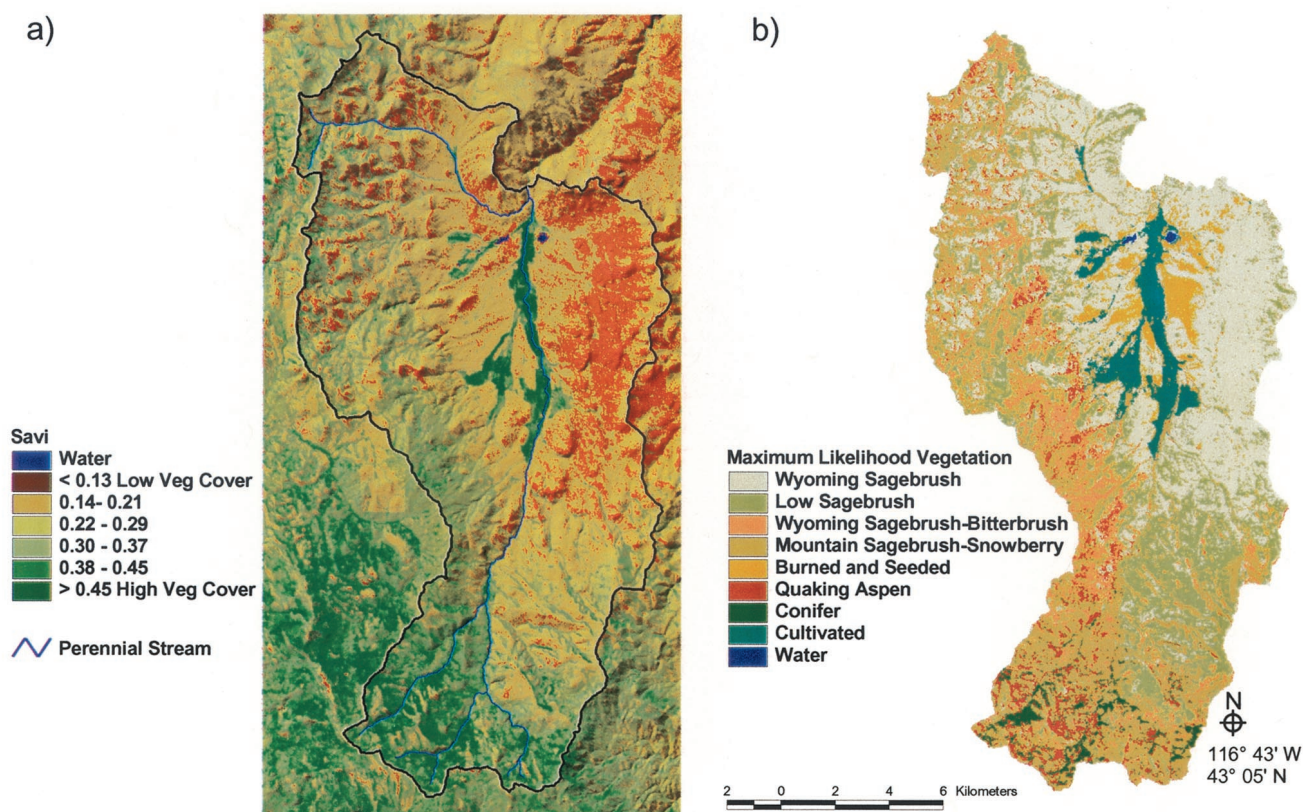 a)
b)
Savi
Water
< 0.13 Low Veg Cover
0.14- 0.21
0.22 - 0.29
0.30 - 0.37
0.38 - 0.45
> 0.45 High Veg Cover
Perennial Stream
Maximum Likelihood Vegetation
Wyoming Sagebrush
Low Sagebrush
Wyoming Sagebrush-Bitterbrush
Mountain Sagebrush-Snowberry
Burned and Seeded
Quaking Aspen
Conifer
Cultivated
Water
N
116° 43' W
43° 05' N
2 0 2 4 6 Kilometers